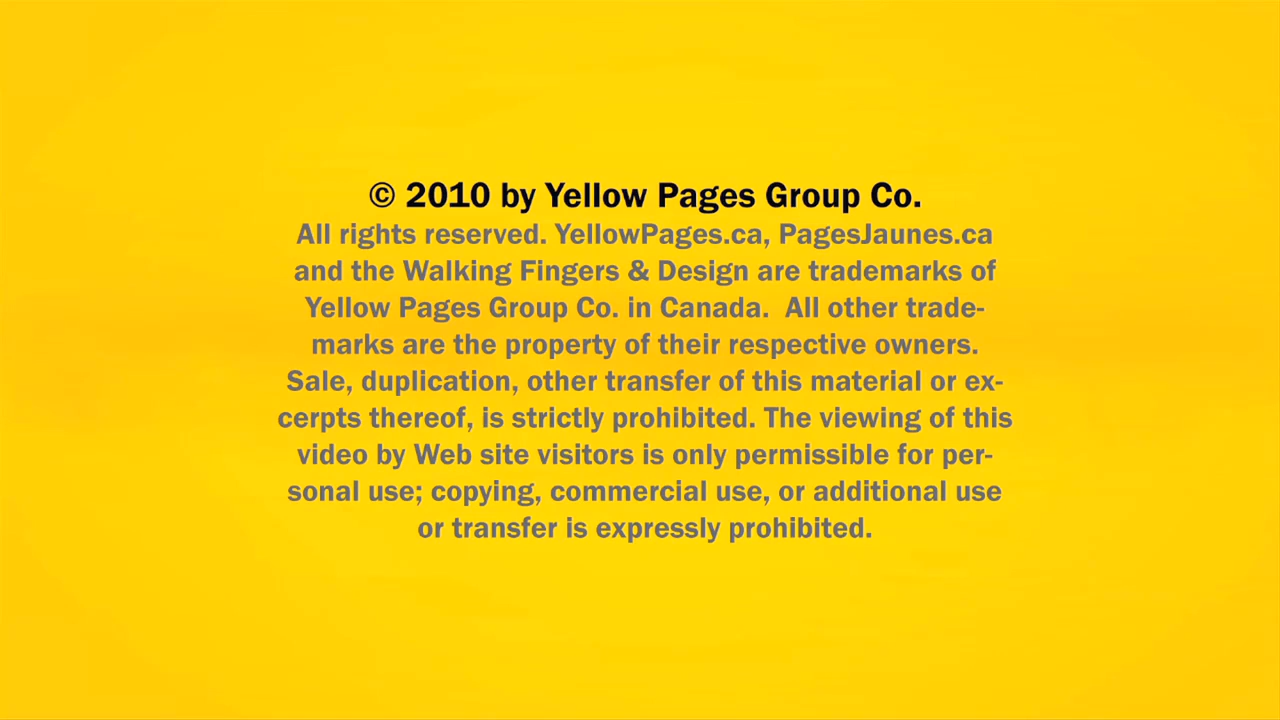 © 2010 by Yellow Pages Group Co.
All rights reserved. YellowPages.ca, PagesJaunes.ca
and the Walking Fingers & Design are trademarks of
Yellow Pages Group Co. in Canada.  All other trade-
marks are the property of their respective owners.
Sale, duplication, other transfer of this material or ex-
cerpts thereof, is strictly prohibited. The viewing of this
video by Web site visitors is only permissible for per-
sonal use; copying, commercial use, or additional use
or transfer is expressly prohibited.